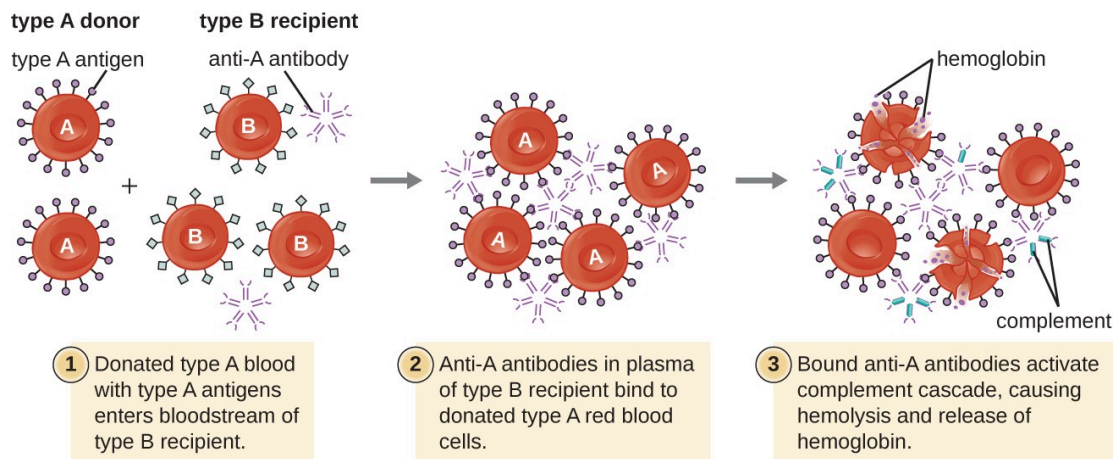 type A donor
type B recipient
type A antigen
anti-A antibody
A
B
A
B
B
+
A
A
A
A
hemoglobin
complement
1 Donated type A blood
with type A antigens
enters bloodstream of
type B recipient.
2 Anti-A antibodies in plasma
of type B recipient bind to
donated type A red blood
cells.
3 Bound anti-A antibodies activate
complement cascade, causing
hemolysis and release of
hemoglobin.